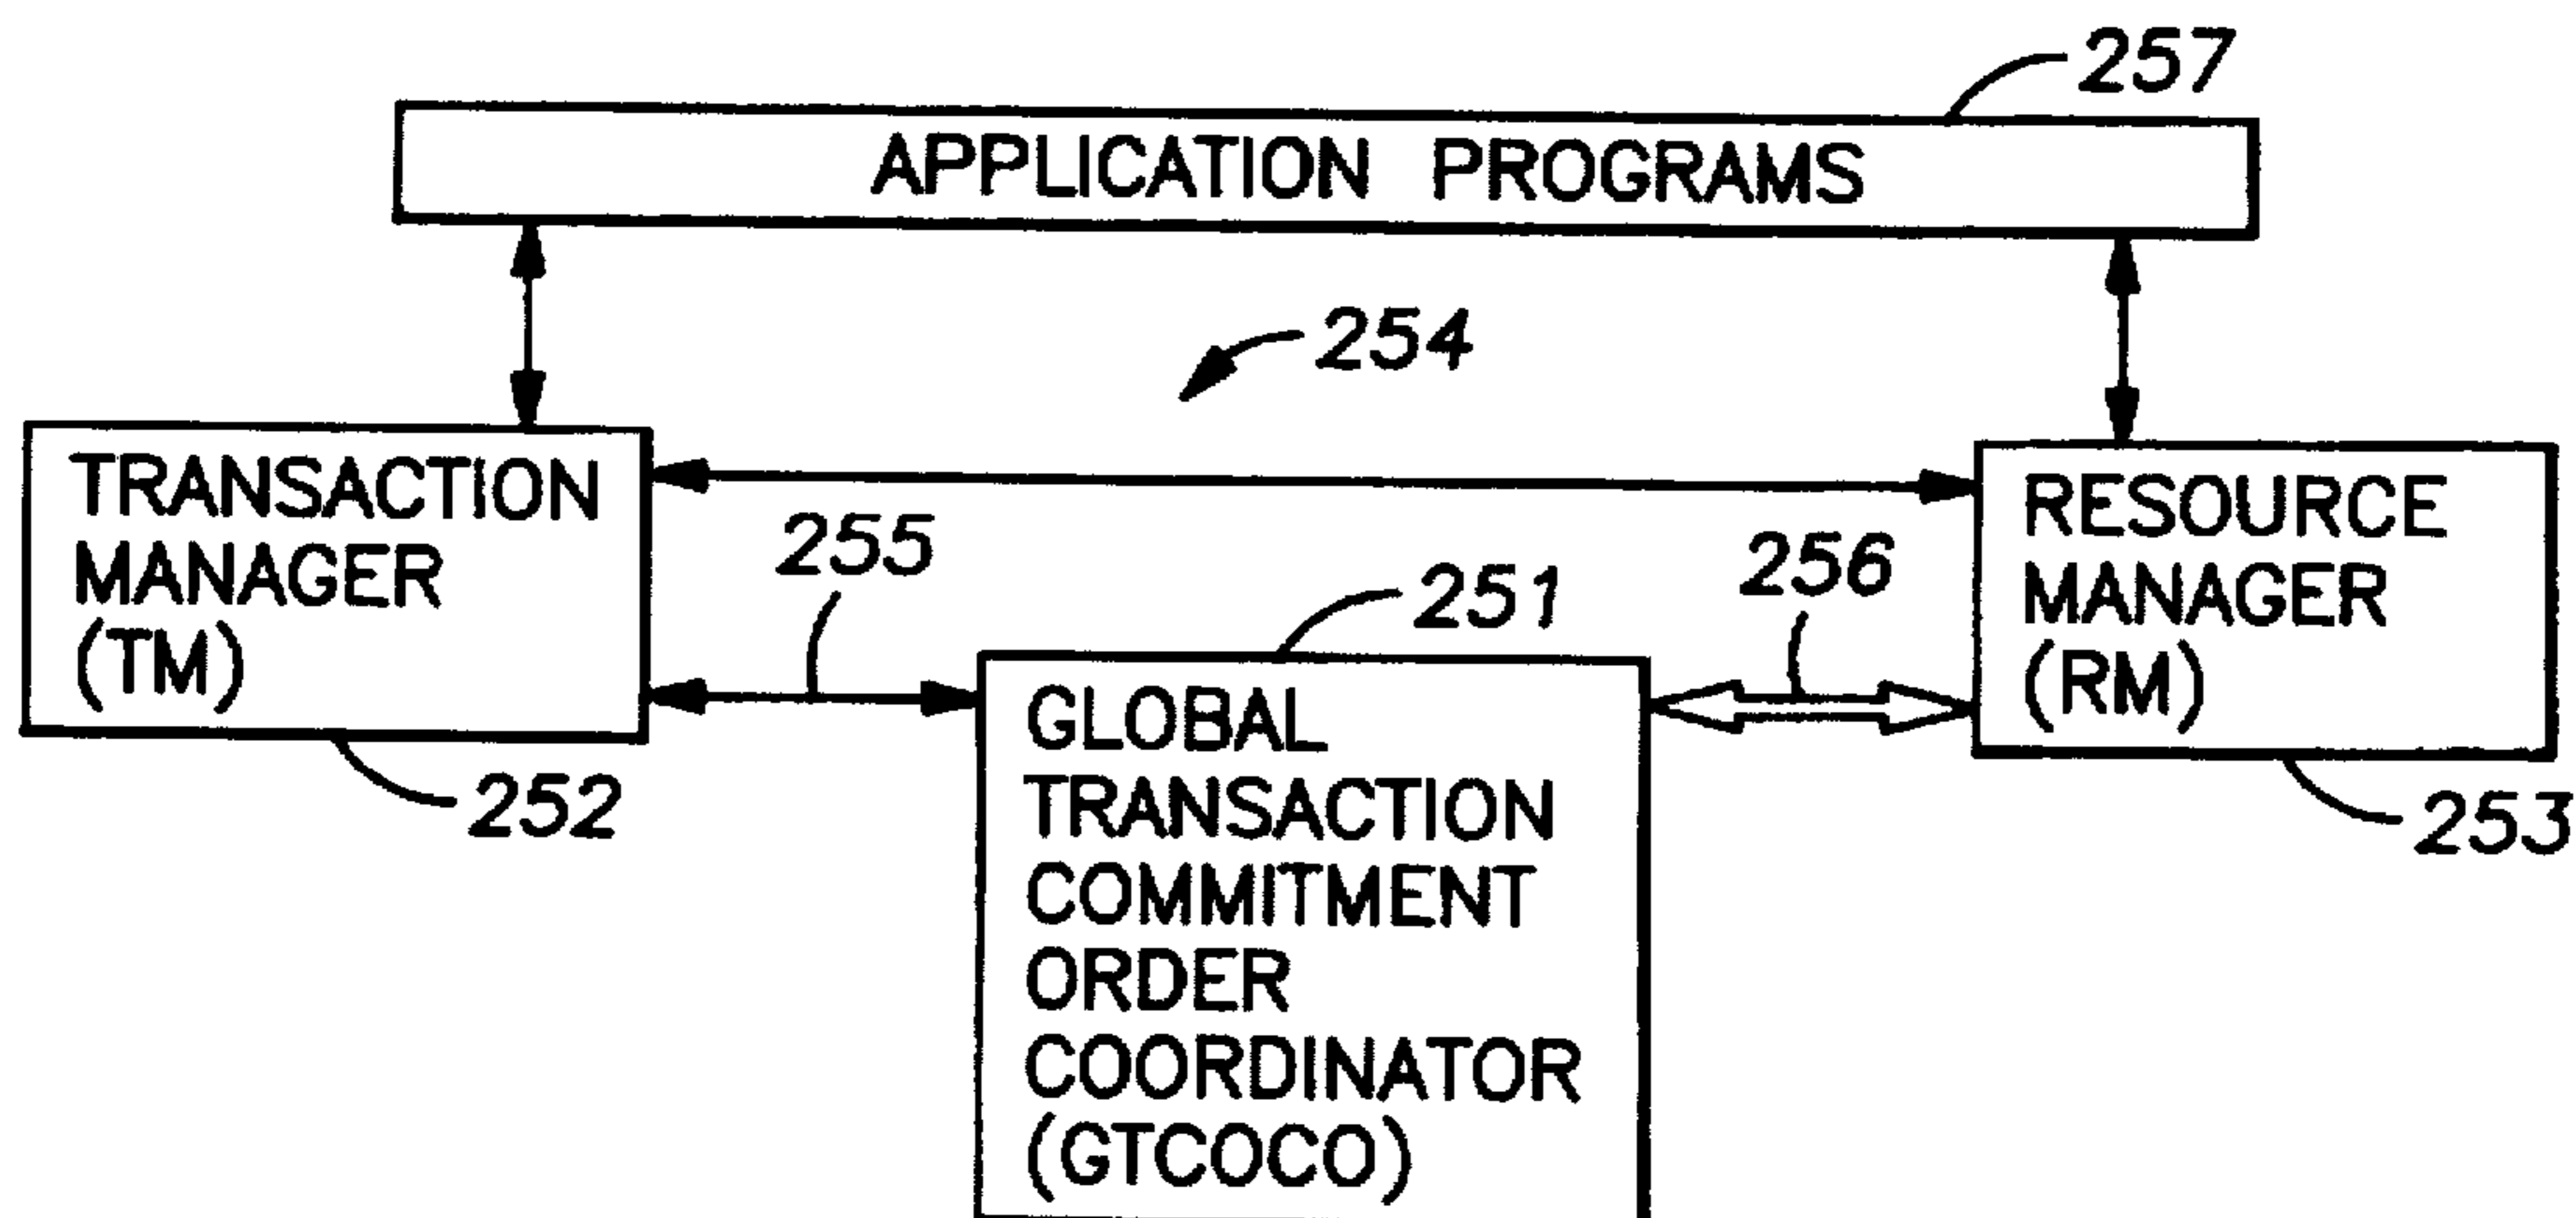 257
APPLICATION PROGRAMS
254
TRANSACTION
MANAGER
(TM)
252
255
251
GLOBAL
TRANSACTION
COMMITMENT
ORDER
COORDINATOR
(GTCOCO)
256
RESOURCE
MANAGER
(RM)
253